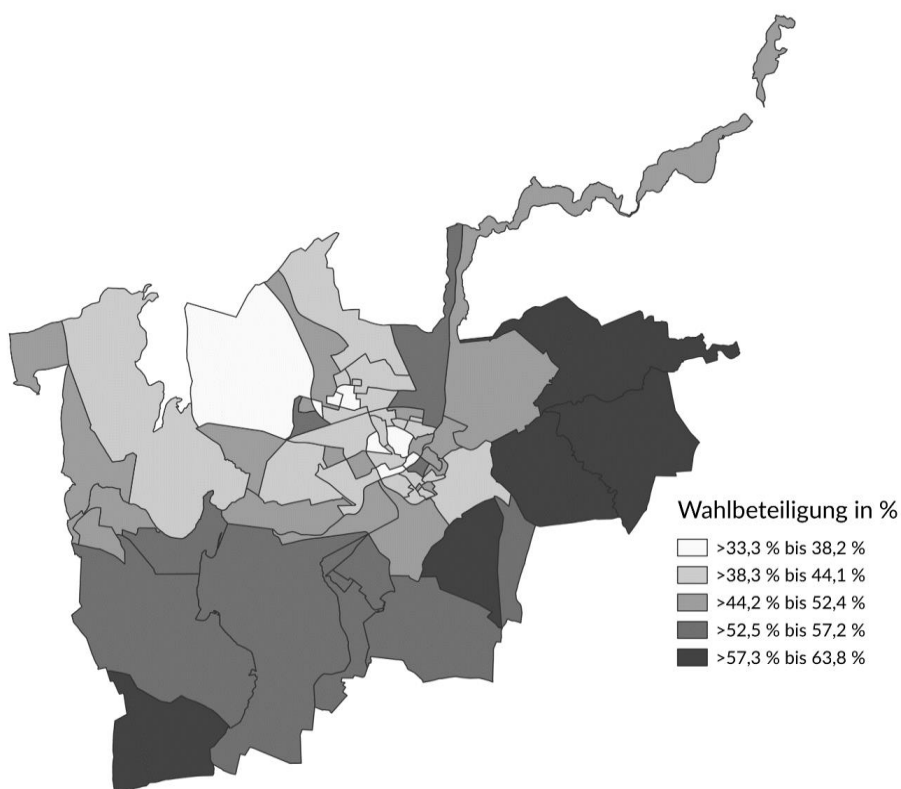 Wahlbeteiligung in %
>33,3 % bis 38,2 %
>38,3 % bis 44,1 %
>44,2 % bis 52,4 %
>52,5 % bis 57,2 %
>57,3 % bis 63,8 %